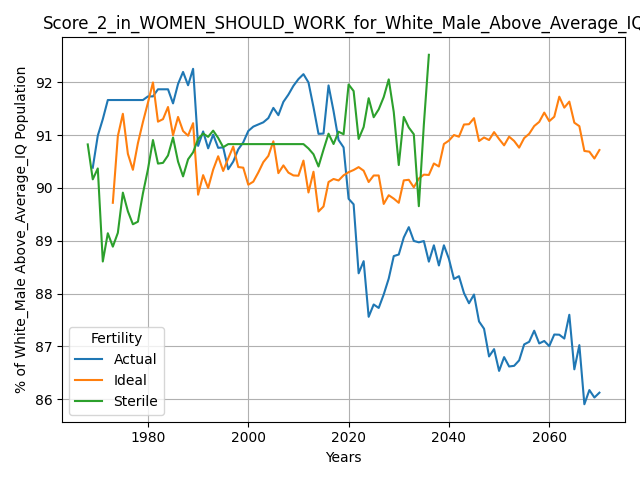 Score_2_in_WOMEN_SHOULD_WORK_for_White_Male_Above_Average_IQ
% of White_Male Above_Average_IQ Population
92
91
90
89
88
87
86
Fertility
Actual
Ideal
Sterile
1980
2000
2020
2040
2060
Years